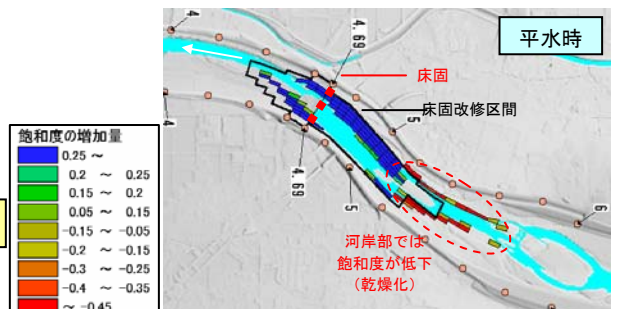 平水時
4
4.69
床固
床固改修区間
5
4
4.69
5
6
河岸部では
飽和度が低下
(乾燥化)
飽和度の増加量
0.25 ～
0.2 ～ 0.25
0.15 ～ 0.2
0.05 ～ 0.15
-0.15 ～ -0.05
-0.2 ～ -0.15
-0.3 ～ -0.25
-0.4 ～ -0.35
～ -0.45